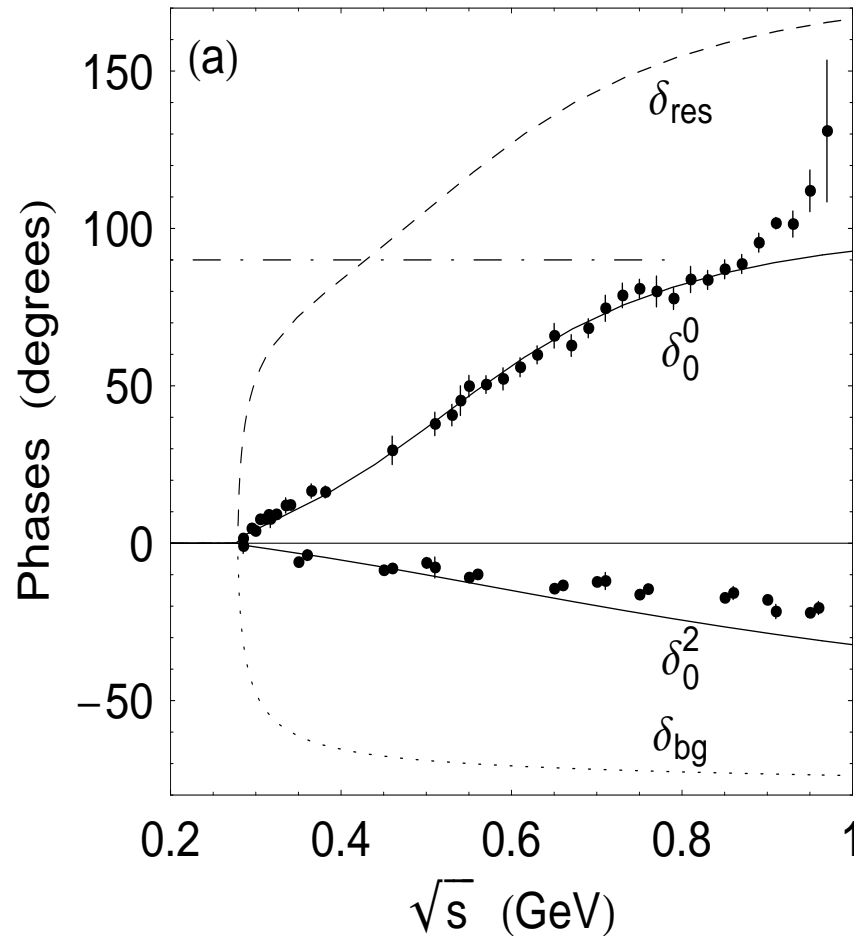 (a)
150
100
50
0
−50
Phases (degrees)
δres
δ₀⁰
δ₀²
δbg
0.2 0.4 0.6 0.8 1
√s (GeV)